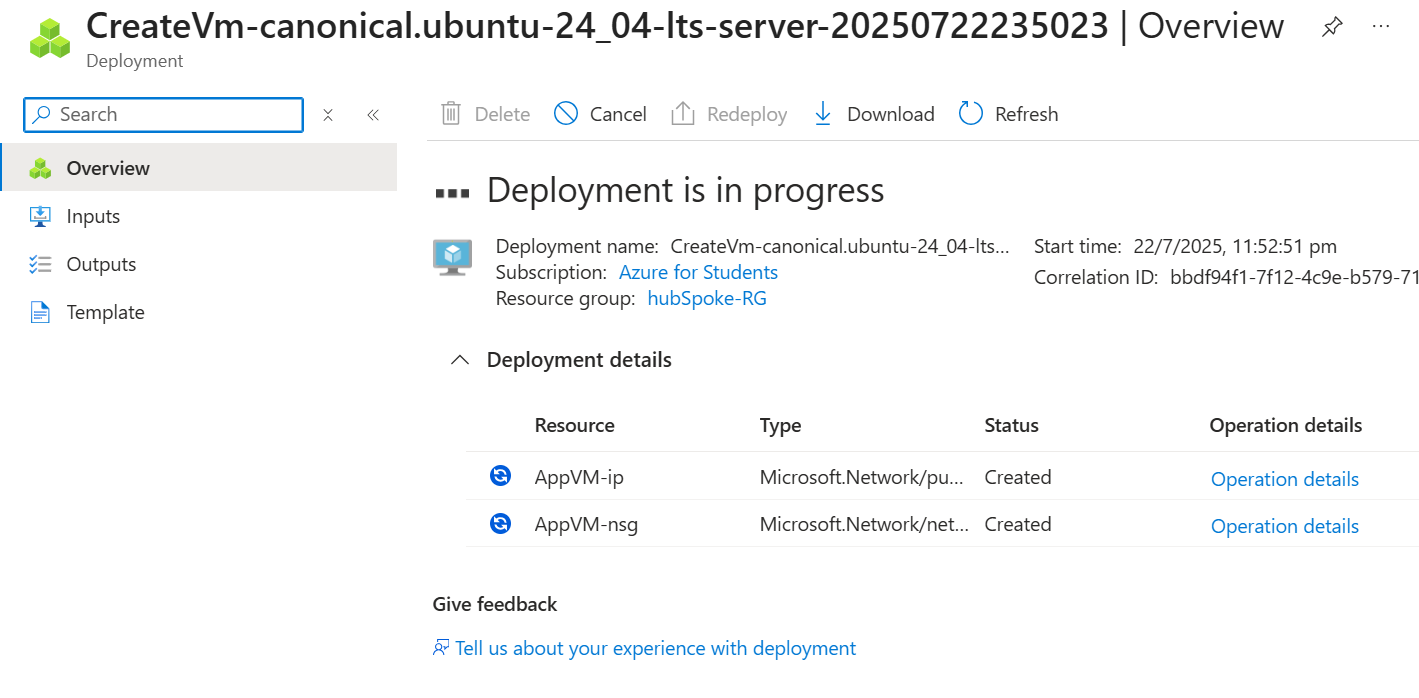 CreateVm-canonical.ubuntu-24_04-lts-server-20250722235023 | Overview
Deployment
Search
Delete
Cancel
Redeploy
Download
Refresh
Overview
Inputs
Outputs
Template
Deployment is in progress
Deployment name: CreateVm-canonical.ubuntu-24_04-lts...
Subscription: Azure for Students
Resource group: hubSpoke-RG
Start time: 22/7/2025, 11:52:51 pm
Correlation ID: bbdf94f1-7f12-4c9e-b579-71
Deployment details
Resource Type Status Operation details
AppVM-ip Microsoft.Network/pu... Created Operation details
AppVM-nsg Microsoft.Network/net... Created Operation details
Give feedback
Tell us about your experience with deployment